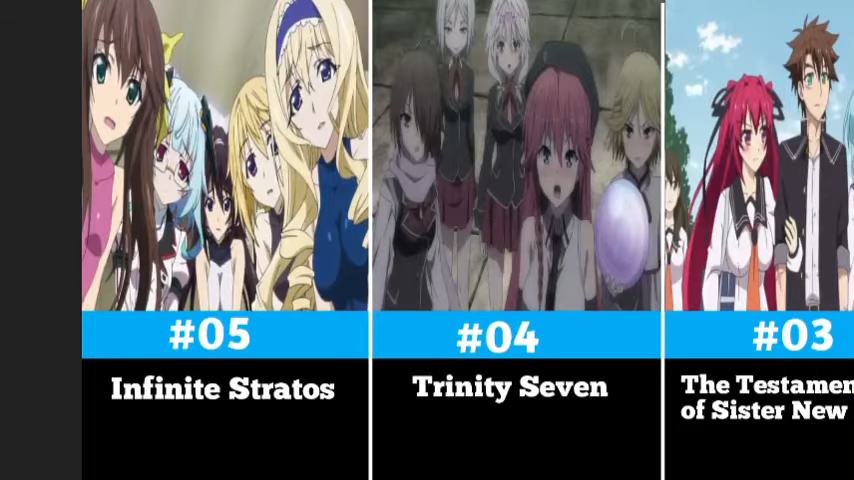 #05
Infinite Stratos
#04
Trinity Seven
#03
The Testamen
of Sister New